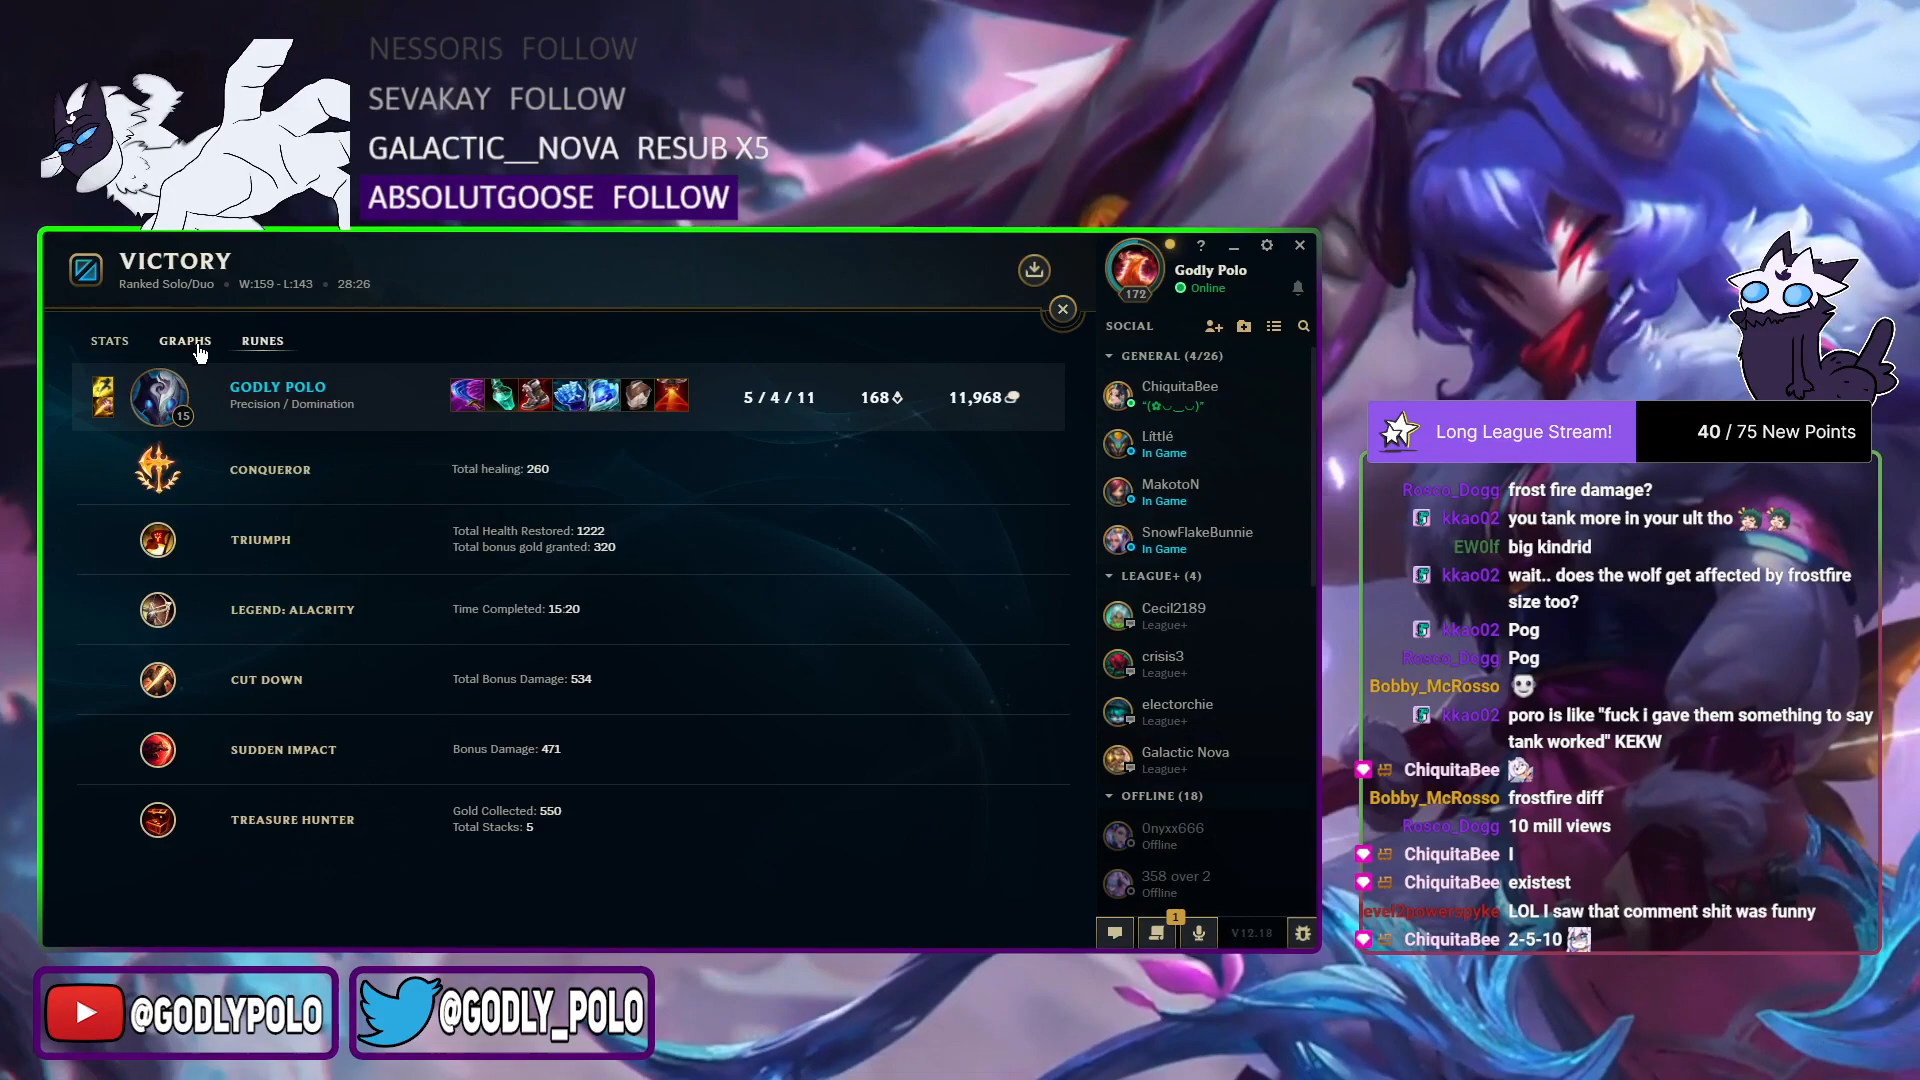 NESSORIS FOLLOW
SEVAKAY FOLLOW
GALACTIC__NOVA RESUB X5
ABSOLUTGOOSE FOLLOW
VICTORY
Ranked Solo/Duo • W:159 - L:143 • 28:26
STATS GRAPHS RUNES
GODLY POLO
Precision / Domination
15
5 / 4 / 11 168 11,968
CONQUEROR Total healing: 260
TRIUMPH
Total Health Restored: 1222
Total bonus gold granted: 320
LEGEND: ALACRITY Time Completed: 15:20
CUT DOWN Total Bonus Damage: 534
SUDDEN IMPACT Bonus Damage: 471
TREASURE HUNTER
Gold Collected: 550
Total Stacks: 5
?
Godly Polo
Online
172
SOCIAL
GENERAL (4/26)
ChiquitaBee
"(✿◡‿◡)"
Líttlé
In Game
MakotoN
In Game
SnowFlakeBunnie
In Game
LEAGUE+ (4)
Cecil2189
League+
crisis3
League+
electorchie
League+
Galactic Nova
League+
OFFLINE (18)
0nyxx666
Offline
358 over 2
Offline
1
V12.18
Long League Stream! 40 / 75 New Points
Rosco_Dogg frost fire damage?
kkao02 you tank more in your ult tho
EW0lf big kindrid
kkao02 wait.. does the wolf get affected by frostfire
size too?
kkao02 Pog
Rosco_Dogg Pog
Bobby_McRosso
kkao02 poro is like "fuck i gave them something to say
tank worked" KEKW
ChiquitaBee
Bobby_McRosso frostfire diff
Rosco_Dogg 10 mill views
ChiquitaBee I
ChiquitaBee existest
level2powerspyke LOL I saw that comment shit was funny
ChiquitaBee 2-5-10
@GODLYPOLO
@GODLY_POLO